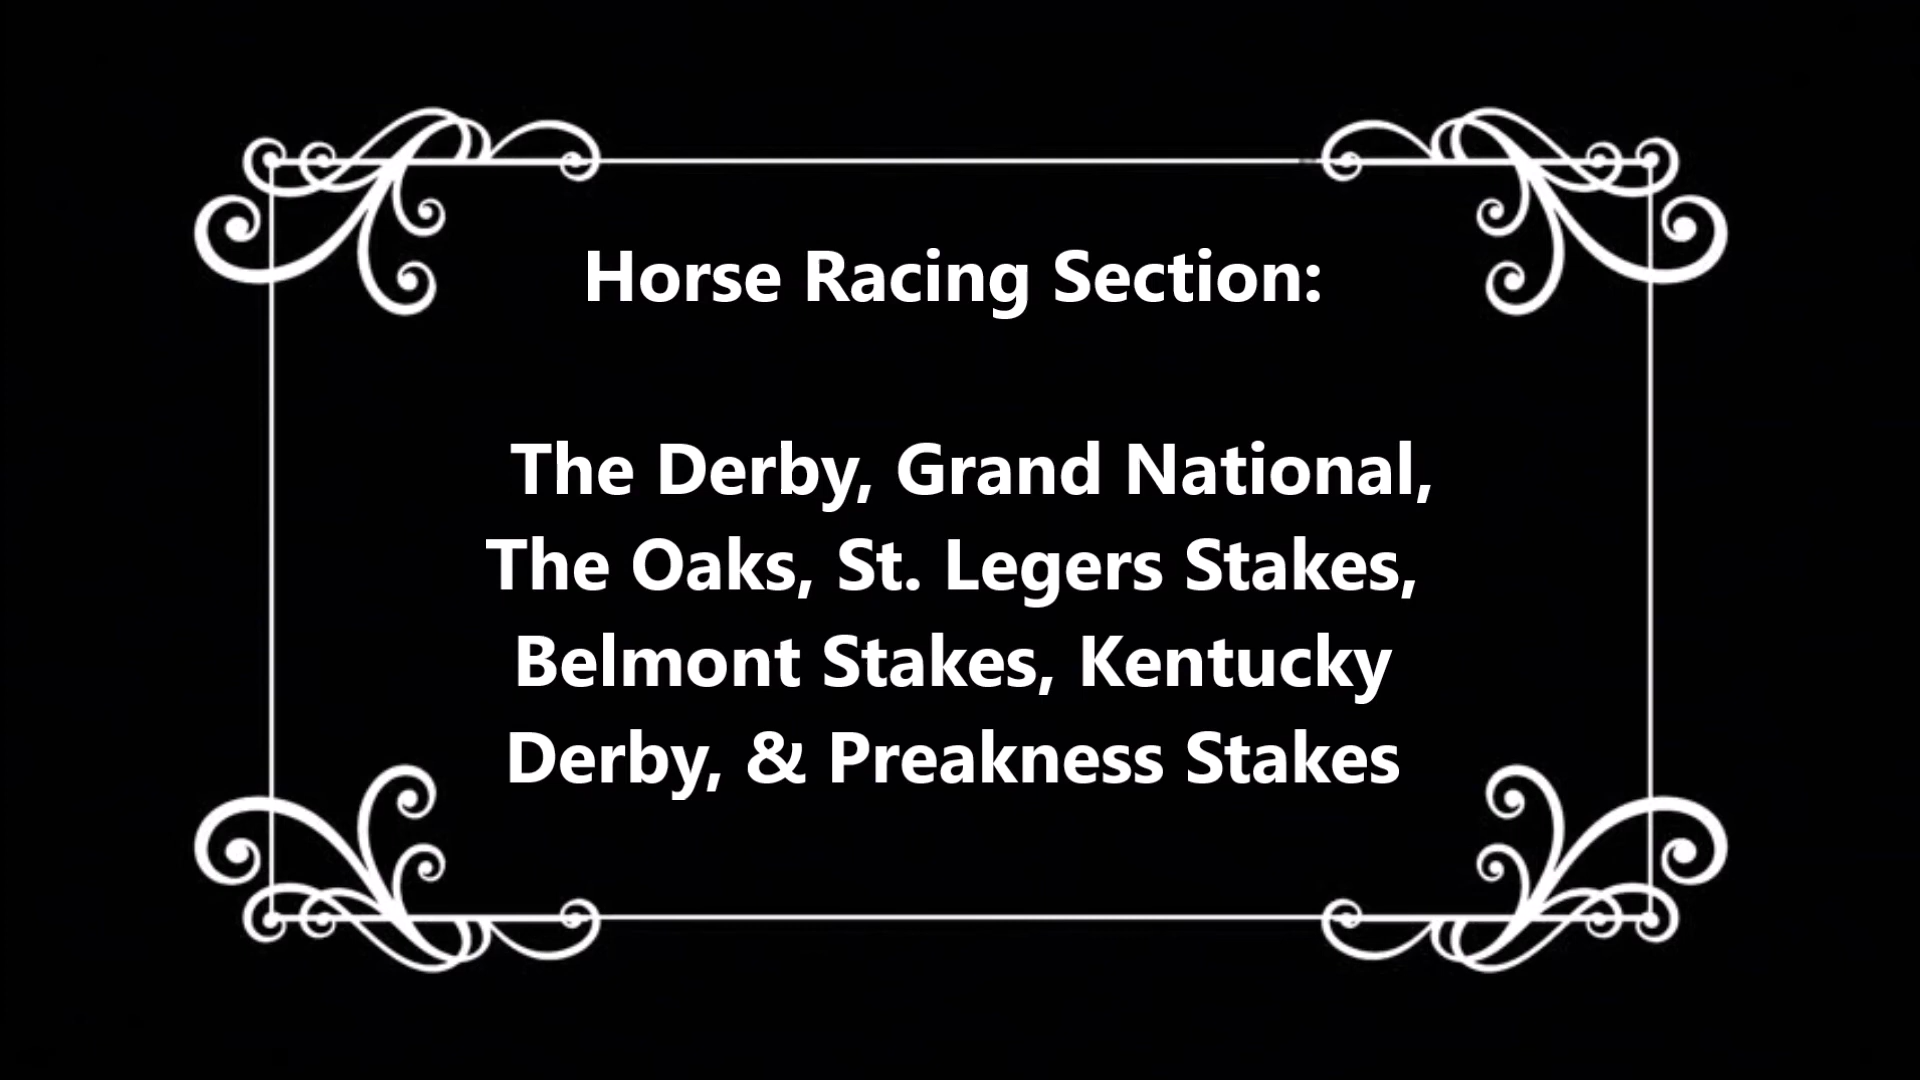 Horse Racing Section:
The Derby, Grand National,
The Oaks, St. Legers Stakes,
Belmont Stakes, Kentucky
Derby, & Preakness Stakes